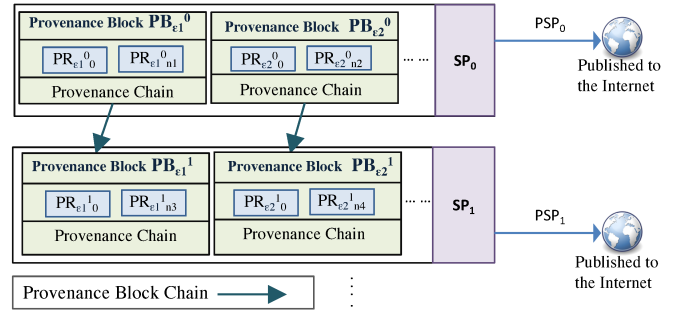 Provenance Block PBε1⁰
Provenance Block PBε2⁰
PRε1⁰0 PRε1⁰n1
PRε2⁰0 PRε2⁰n2
... ...
Provenance Chain
Provenance Chain
SP₀
PSP₀
Published to
the Internet
Provenance Block PBε1¹
Provenance Block PBε2¹
PRε1¹0 PRε1¹n3
PRε2¹0 PRε2¹n4
... ...
Provenance Chain
Provenance Chain
SP₁
PSP₁
Published to
the Internet
Provenance Block Chain